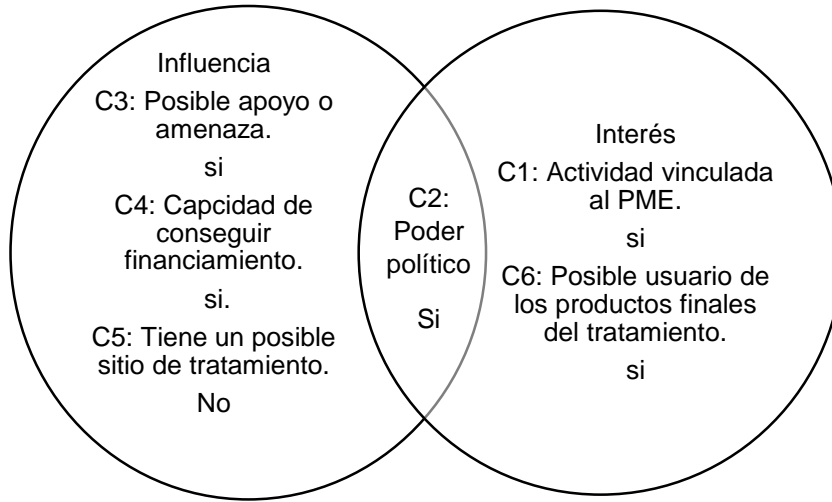 Influencia
C3: Posible apoyo o
amenaza.
si
C4: Capcidad de
conseguir
financiamiento.
si.
C5: Tiene un posible
sitio de tratamiento.
No
C2:
Poder
político
Si
Interés
C1: Actividad vinculada
al PME.
si
C6: Posible usuario de
los productos finales
del tratamiento.
si